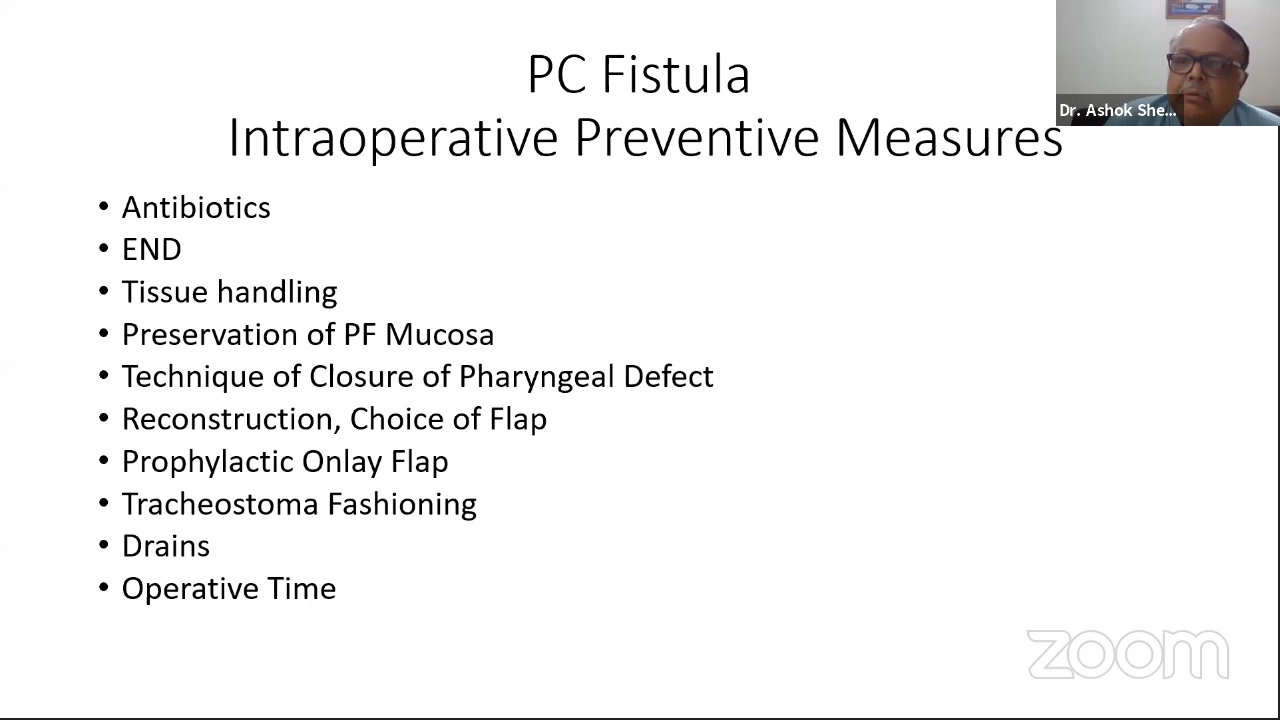 PC Fistula
Intraoperative Preventive Measures
Dr. Ashok She...
• Antibiotics
• END
• Tissue handling
• Preservation of PF Mucosa
• Technique of Closure of Pharyngeal Defect
• Reconstruction, Choice of Flap
• Prophylactic Onlay Flap
• Tracheostoma Fashioning
• Drains
• Operative Time
zoom